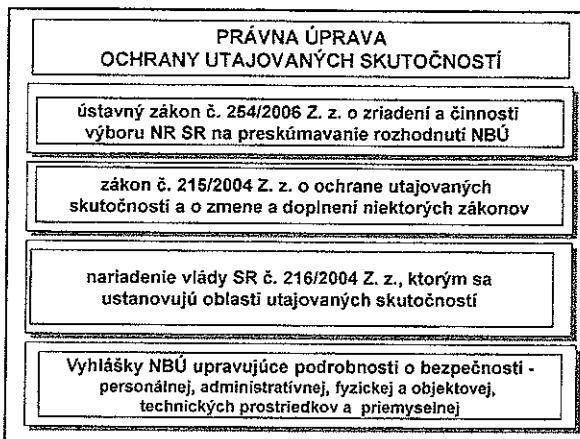 PRÁVNA ÚPRAVA
OCHRANY UTAJOVANÝCH SKUTOČNOSTÍ
ústavný zákon č. 254/2006 Z. z. o zriadení a činnosti
výboru NR SR na preskúmavanie rozhodnutí NBÚ
zákon č. 215/2004 Z. z. o ochrane utajovaných
skutočností a o zmene a doplnení niektorých zákonov
nariadenie vlády SR č. 216/2004 Z. z., ktorým sa
ustanovujú oblasti utajovaných skutočností
Vyhlášky NBÚ upravujúce podrobnosti o bezpečnosti -
personálnej, administratívnej, fyzickej a objektovej,
technických prostriedkov a priemyselnej